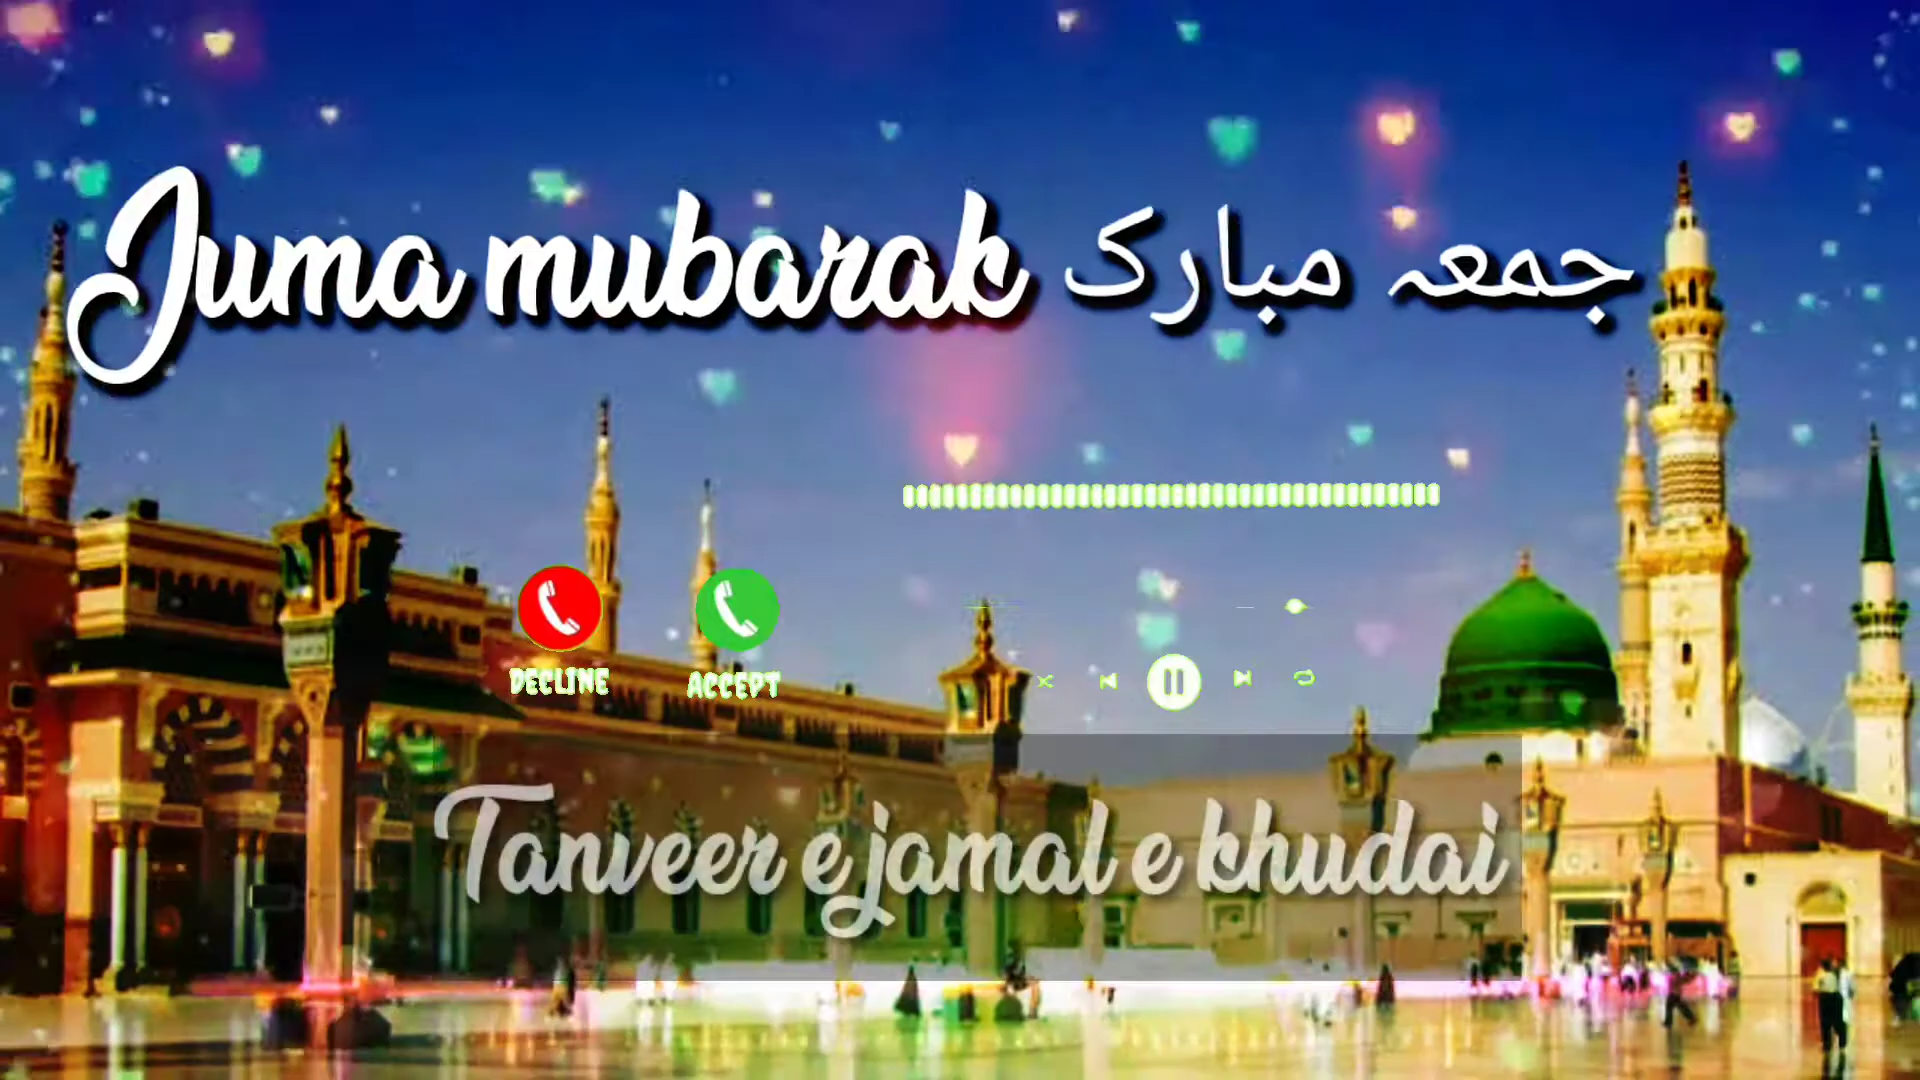 Juma mubarak جمعہ مبارک
DECLINE ACCEPT
Tanveer e jamal e khudai